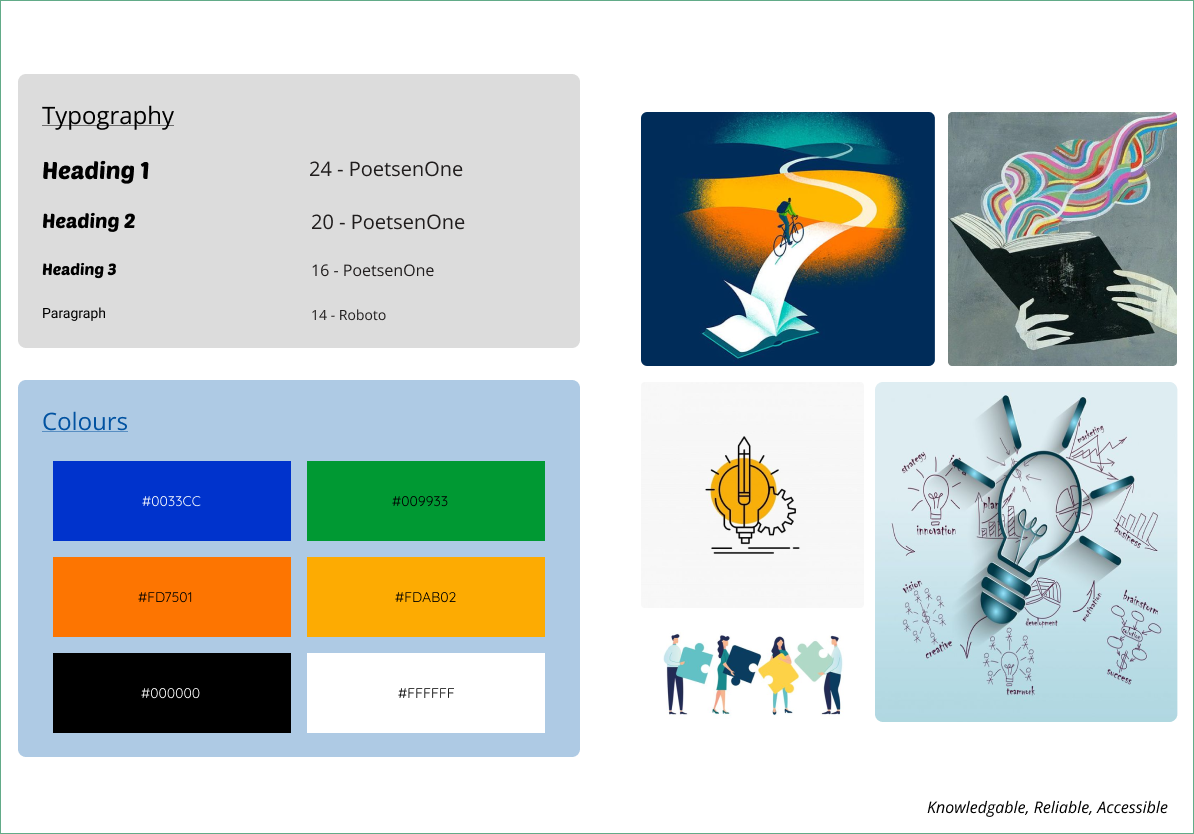 Typography
Heading 1
24 - PoetsenOne
Heading 2
20 - PoetsenOne
Heading 3
16 - PoetsenOne
Paragraph
14 - Roboto
Colours
#0033CC
#009933
#FD7501
#FDAB02
#000000
#FFFFFF
marketing
strategy
plan
innovation
business
vision
motivation
brainstorm
development
creative
success
teamwork
Knowledgable, Reliable, Accessible